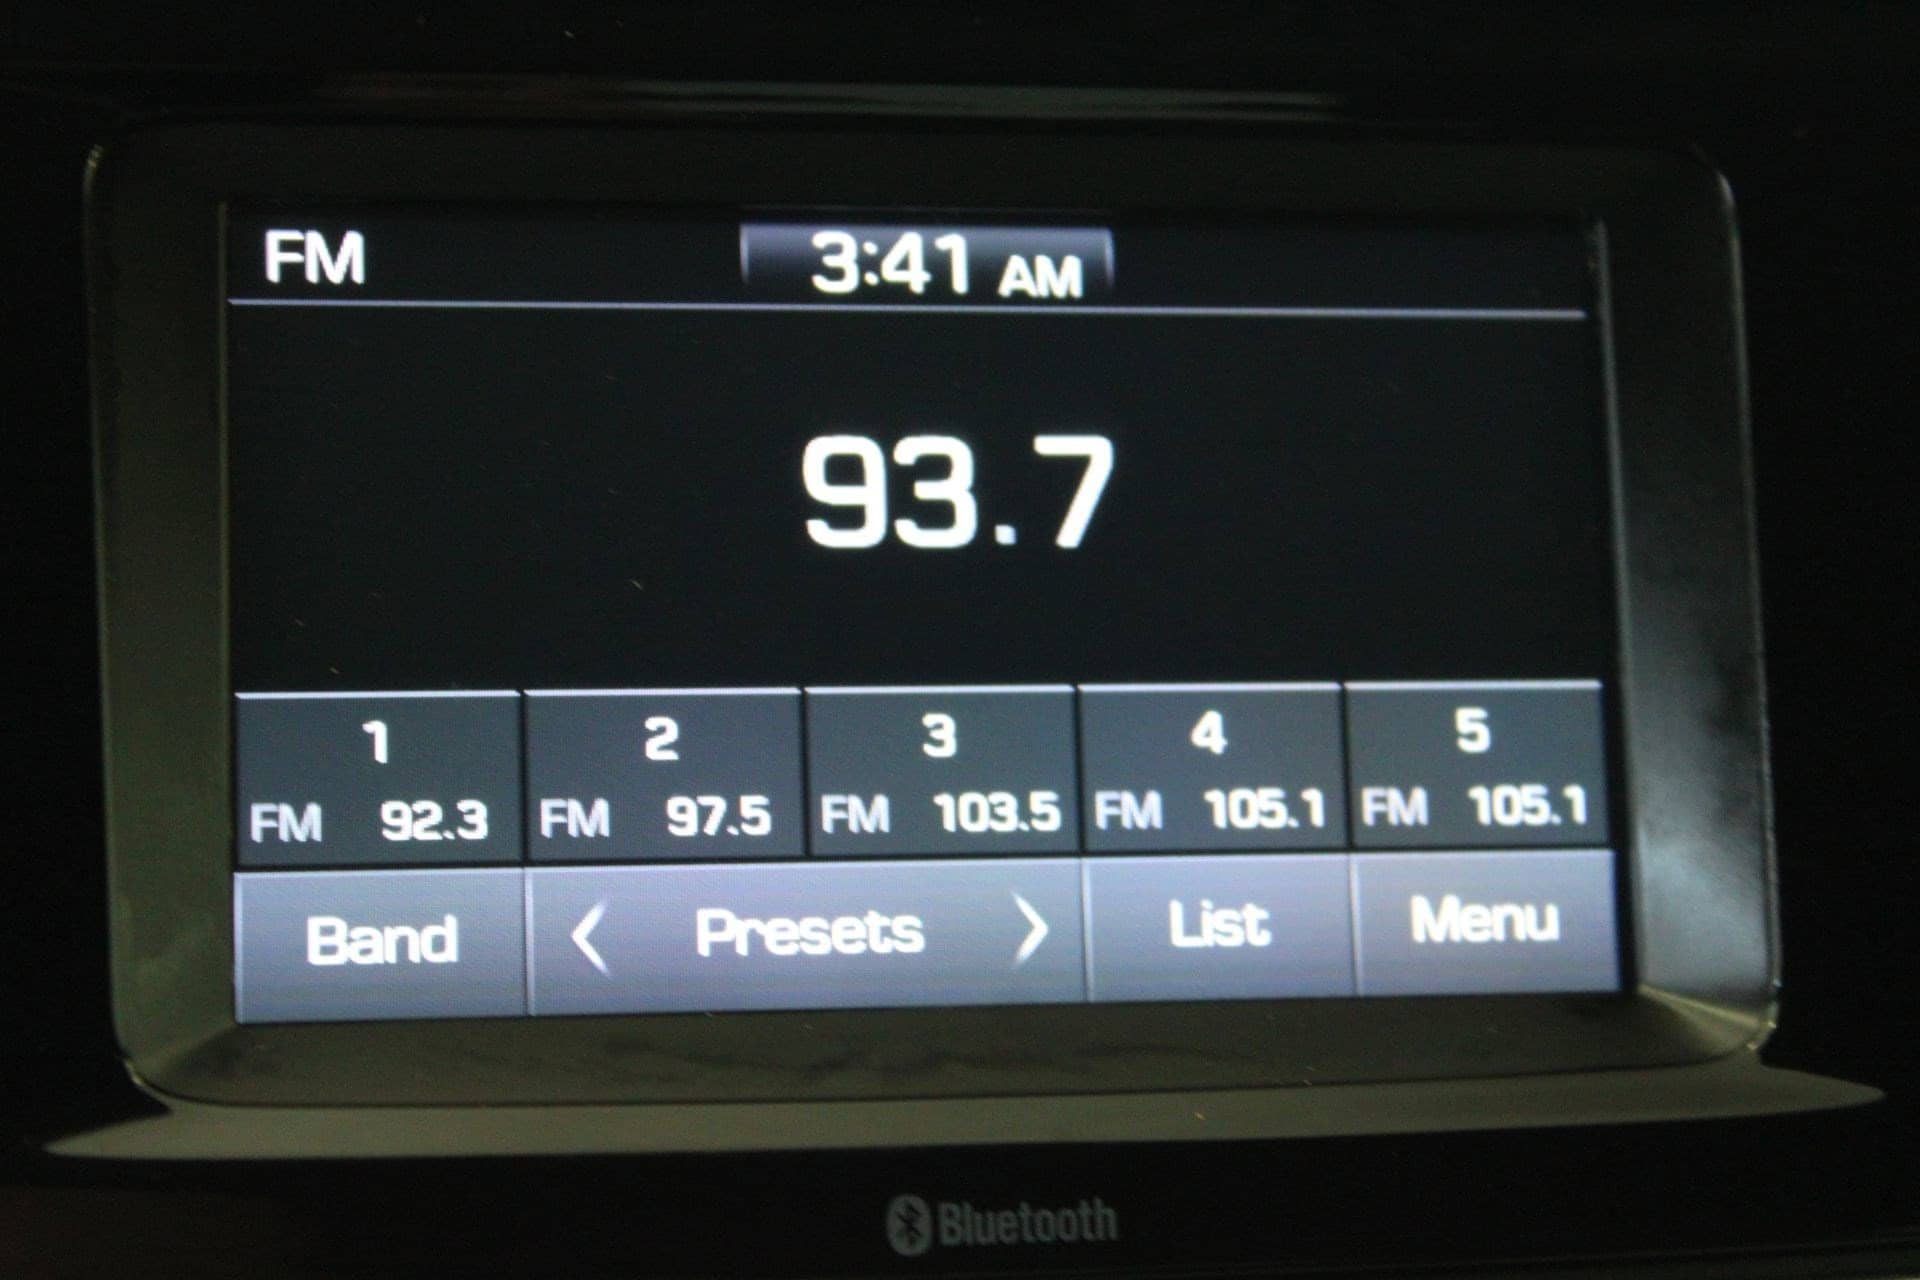 FM 3:41 AM
93.7
1 2 3 4 5
FM 92.3 FM 97.5 FM 103.5 FM 105.1 FM 105.1
Band < Presets > List Menu
Bluetooth